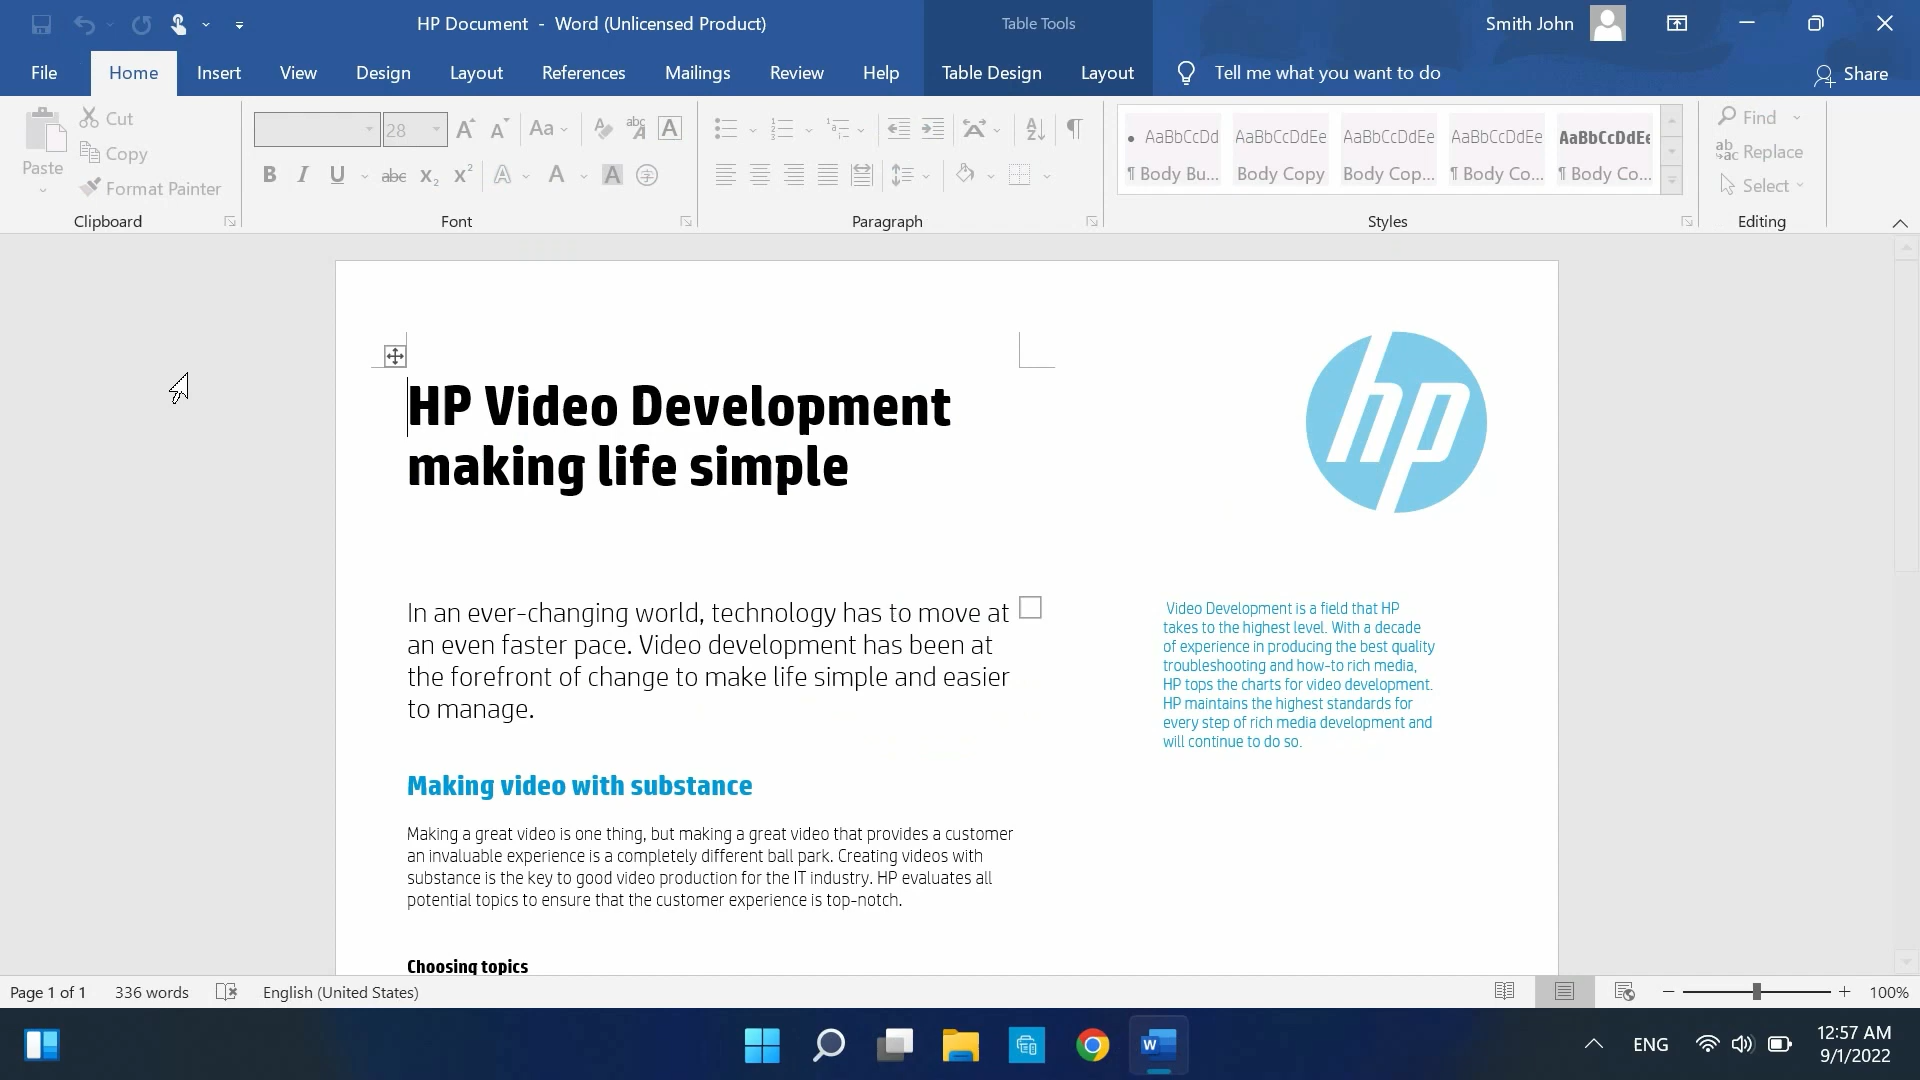 HP Document - Word (Unlicensed Product)
Table Tools
Smith John
File
Home
Insert
View
Design
Layout
References
Mailings
Review
Help
Table Design
Layout
Tell me what you want to do
Share
Paste
Cut
Copy
Format Painter
Clipboard
28
Font
Paragraph
AaBbCcDd
¶ Body Bu...
AaBbCcDdEe
Body Copy
AaBbCcDdEe
Body Cop...
AaBbCcDdEe
¶ Body Co...
AaBbCcDdEe
¶ Body Co...
Styles
Find
Replace
Select
Editing
HP Video Development
making life simple
hp
In an ever-changing world, technology has to move at
an even faster pace. Video development has been at
the forefront of change to make life simple and easier
to manage.
Video Development is a field that HP
takes to the highest level. With a decade
of experience in producing the best quality
troubleshooting and how-to rich media,
HP tops the charts for video development.
HP maintains the highest standards for
every step of rich media development and
will continue to do so.
Making video with substance
Making a great video is one thing, but making a great video that provides a customer
an invaluable experience is a completely different ball park. Creating videos with
substance is the key to good video production for the IT industry. HP evaluates all
potential topics to ensure that the customer experience is top-notch.
Choosing topics
Page 1 of 1
336 words
English (United States)
100%
ENG
12:57 AM
9/1/2022